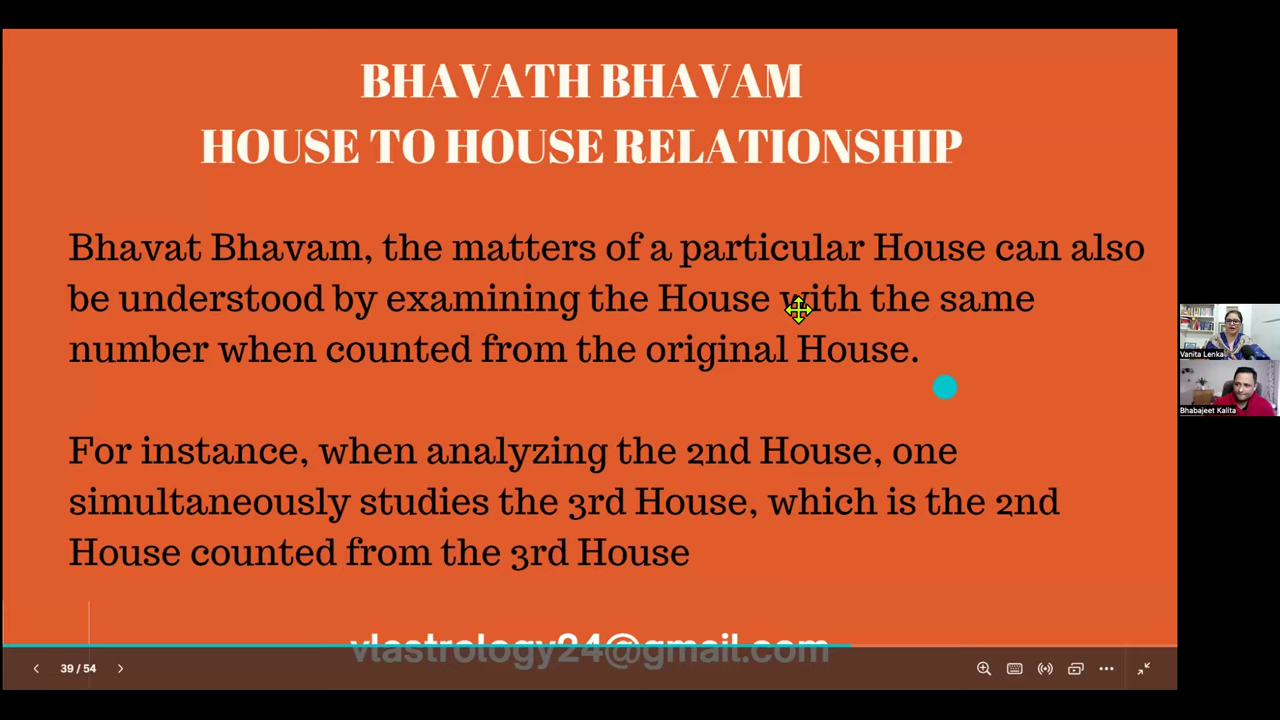 BHAVATH BHAVAM
HOUSE TO HOUSE RELATIONSHIP
Bhavat Bhavam, the matters of a particular House can also
be understood by examining the House with the same
number when counted from the original House.
For instance, when analyzing the 2nd House, one
simultaneously studies the 3rd House, which is the 2nd
House counted from the 3rd House
vlastrology24@gmail.com
39 / 54
Vanita Lenka
Bhabajeet Kalita